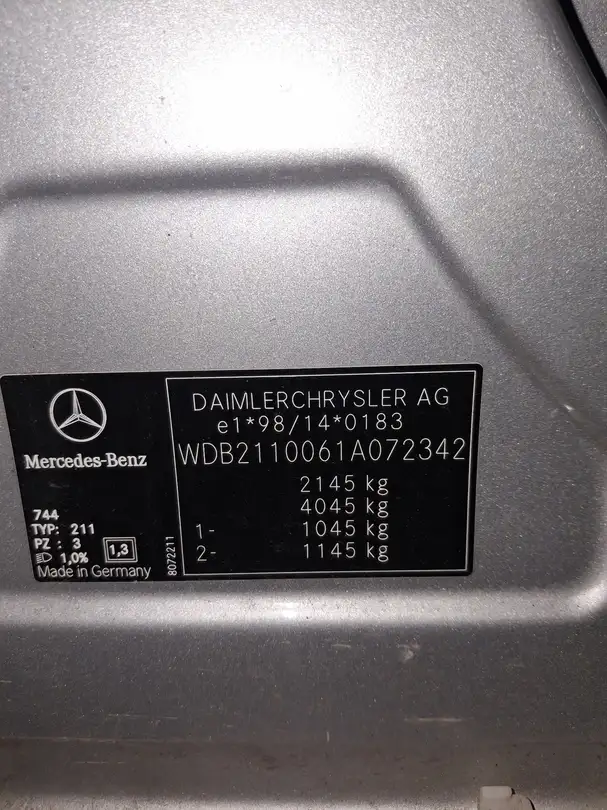 Mercedes-Benz
744
TYP: 211
PZ : 3
1,0%
1,3
Made in Germany
8072211
DAIMLERCHRYSLER AG
e1*98/14*0183
WDB2110061A072342
2145 kg
4045 kg
1- 1045 kg
2- 1145 kg